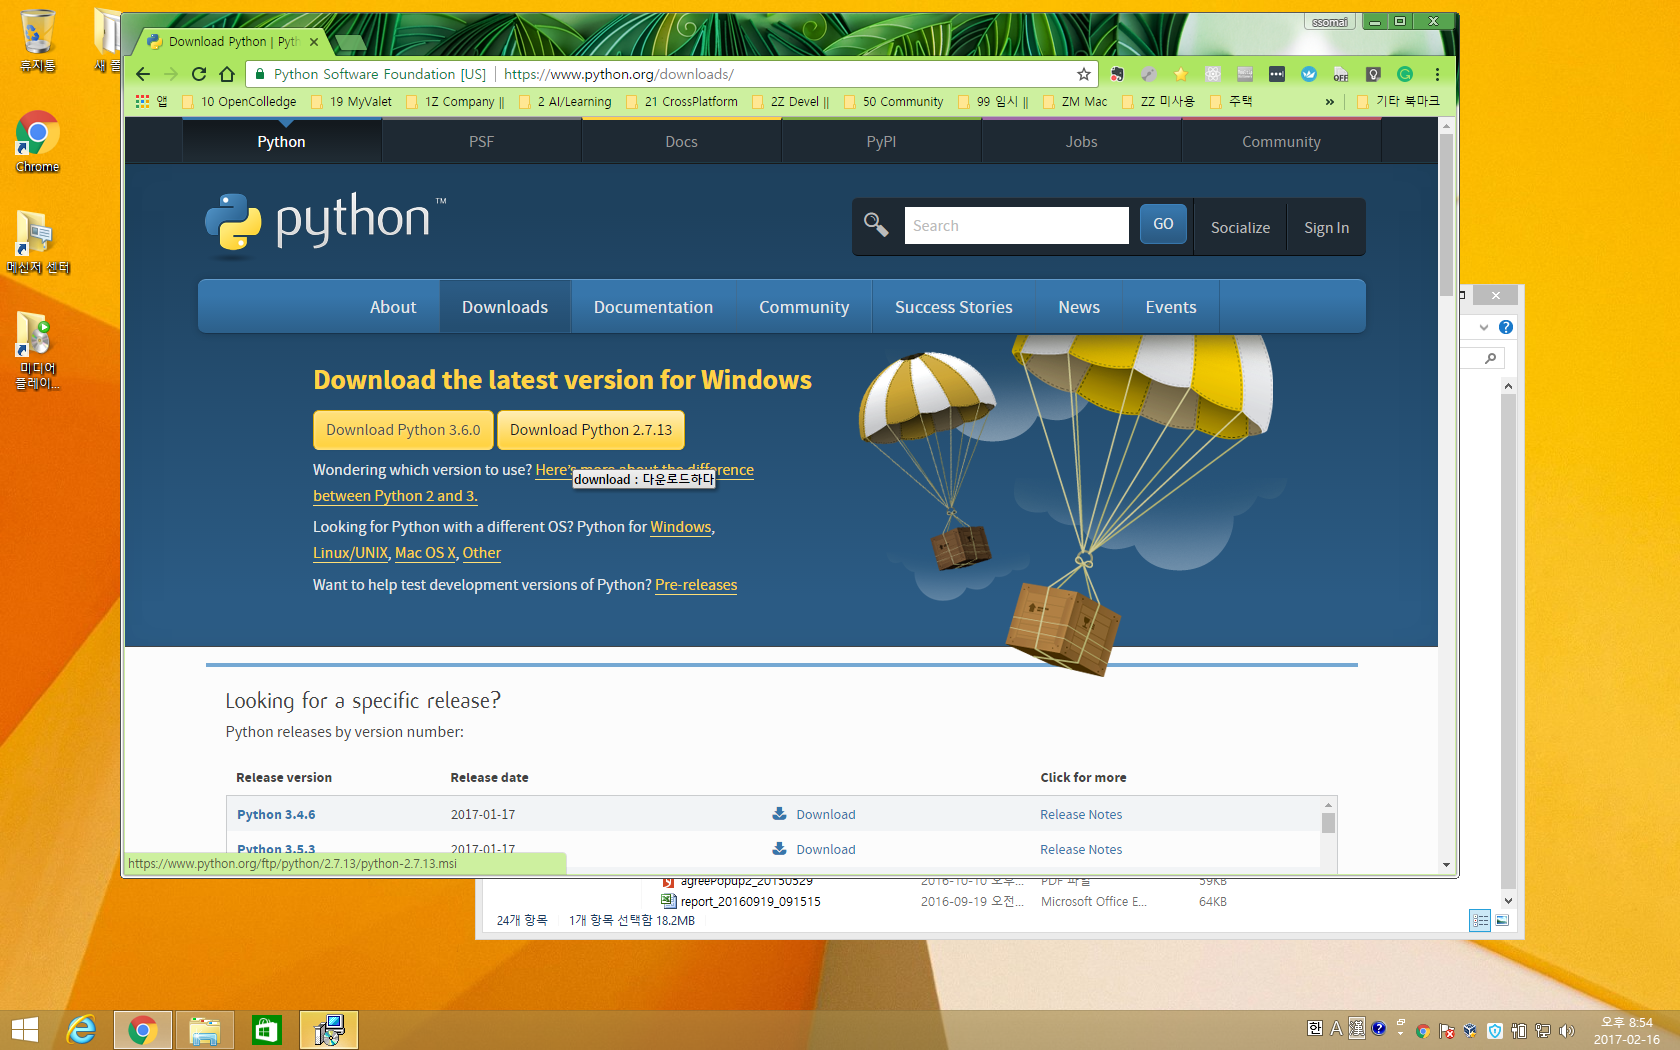 휴지통
새 폴
Chrome
메신저 센터
미디어
플레이...
Download Python | Pyth
ssomai
Python Software Foundation [US]
https://www.python.org/downloads/
OFF
앱
10 OpenColledge
19 MyValet
1Z Company ||
2 AI/Learning
21 CrossPlatform
2Z Devel ||
50 Community
99 임시 ||
ZM Mac
ZZ 미사용
주택
»
기타 북마크
Python
PSF
Docs
PyPI
Jobs
Community
python™
Search
GO
Socialize
Sign In
About
Downloads
Documentation
Community
Success Stories
News
Events
Download the latest version for Windows
Download Python 3.6.0
Download Python 2.7.13
Wondering which version to use? Here's more about the difference
download : 다운로드하다
between Python 2 and 3.
Looking for Python with a different OS? Python for Windows,
Linux/UNIX, Mac OS X, Other
Want to help test development versions of Python? Pre-releases
Looking for a specific release?
Python releases by version number:
Release version
Release date
Click for more
Python 3.4.6
2017-01-17
Download
Release Notes
Python 3.5.3
2017-01-17
Download
Release Notes
https://www.python.org/ftp/python/2.7.13/python-2.7.13.msi
agreePopup2_20150529
2016-10-10 오후...
PDF 파일
59KB
report_20160919_091515
2016-09-19 오전...
Microsoft Office E...
64KB
24개 항목
1개 항목 선택함 18.2MB
한
A
漢
오후 8:54
2017-02-16